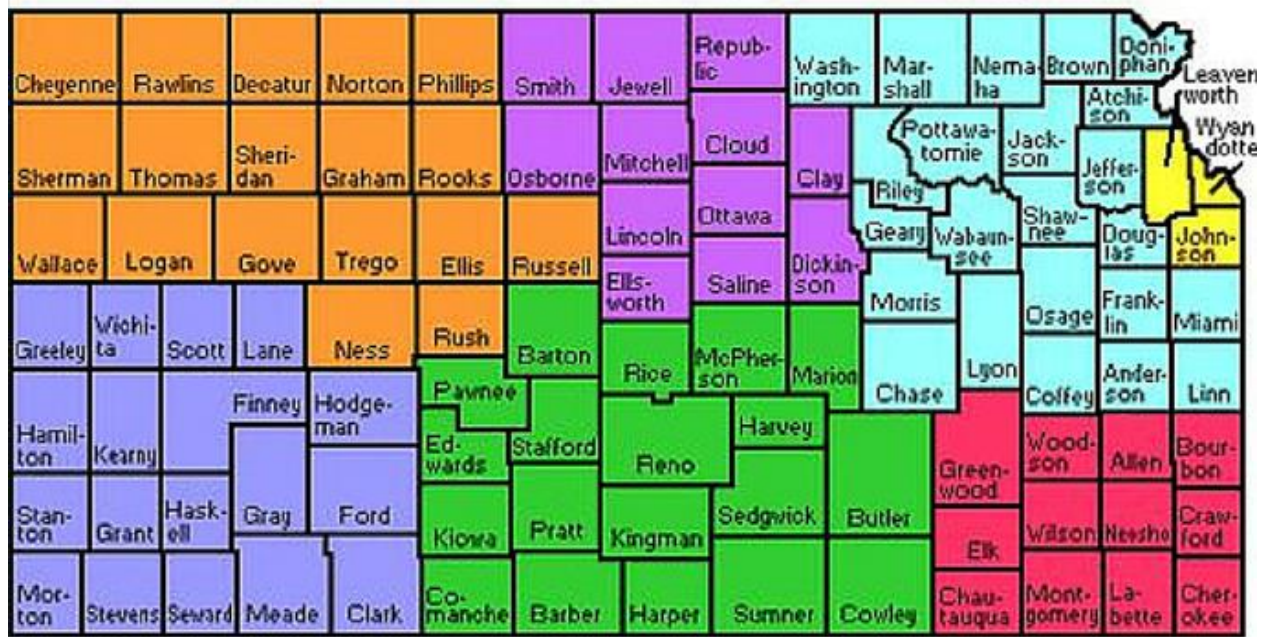 Cheyenne Rawlins Decatur Norton Phillips Smith Jewell
Repub-
lic
Wash-
ington
Mar-
shall
Nema-
ha
Brown
Doni-
phan
Leaven
worth
Atchi-
son
Wyan
dotte
Sherman Thomas
Sheri-
dan
Graham Rooks Osborne Mitchell
Cloud
Clay
Riley
Pottawa-
tomie
Jack-
son
Jeffer-
son
Wallace Logan Gove Trego Ellis Russell
Lincoln
Ottawa
Ells-
worth
Saline
Dickin-
son
Geary
Wabaun-
see
Shaw-
nee
Doug-
las
John-
son
Greeley
Wichi-
ta
Scott Lane Ness Rush Barton
Rice
McPher-
son
Marion
Morris
Chase
Lyon
Osage
Frank-
lin
Miami
Coffey
Ander-
son
Linn
Hamil-
ton
Kearny
Finney
Hodge-
man
Pawnee
Ed-
wards
Stafford
Reno
Harvey
Green-
wood
Wood-
son
Allen
Bour-
bon
Stan-
ton
Grant
Hask-
ell
Gray Ford
Kiowa Pratt Kingman Sedgwick Butler
Elk
Wilson Neosho
Craw-
ford
Mor-
ton
Stevens Seward Meade Clark
Co-
manche
Barber Harper Sumner Cowley
Chau-
tauqua
Mont-
gomery
La-
bette
Cher-
okee